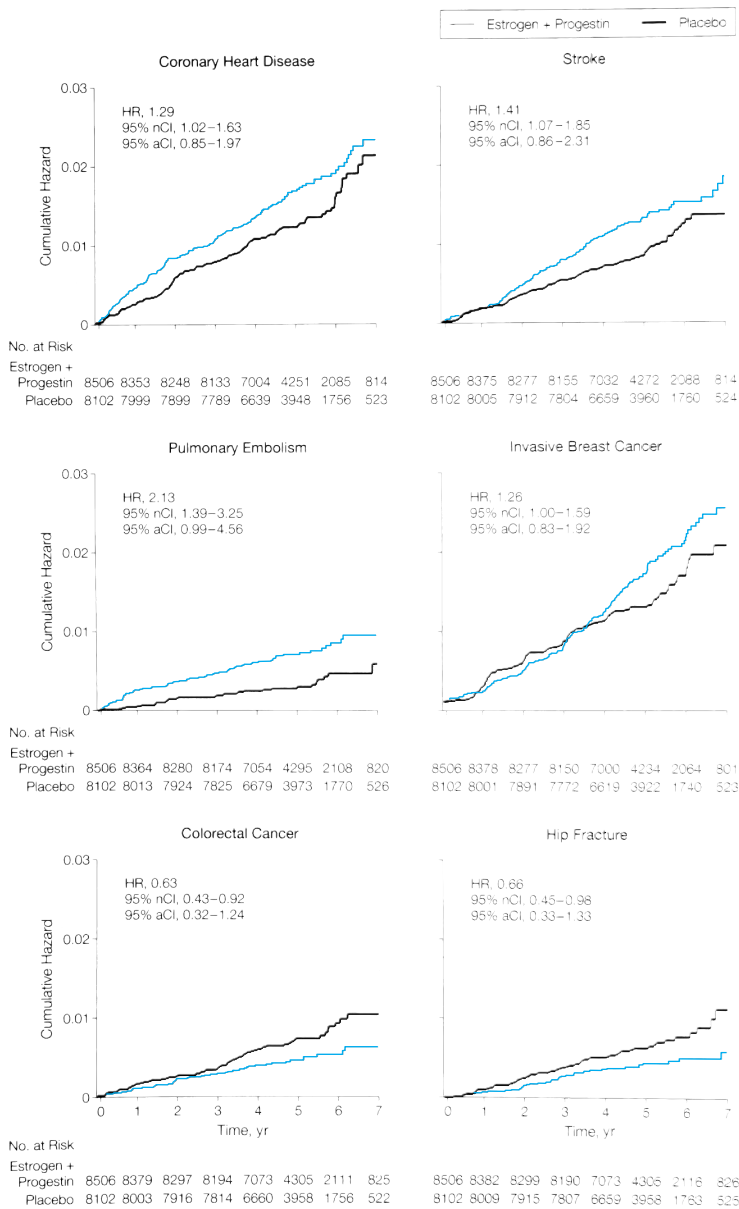 Estrogen + Progestin Placebo
Coronary Heart Disease
HR, 1.29
95% nCI, 1.02–1.63
95% aCI, 0.85–1.97
0.03
0.02
0.01
0
Cumulative Hazard
Stroke
HR, 1.41
95% nCI, 1.07–1.85
95% aCI, 0.86–2.31
No. at Risk
Estrogen +
Progestin 8506 8353 8248 8133 7004 4251 2085 814
Placebo 8102 7999 7899 7789 6639 3948 1756 523
8506 8375 8277 8155 7032 4272 2088 814
8102 8005 7912 7804 6659 3960 1760 524
Pulmonary Embolism
HR, 2.13
95% nCI, 1.39–3.25
95% aCI, 0.99–4.56
0.03
0.02
0.01
0
Cumulative Hazard
Invasive Breast Cancer
HR, 1.26
95% nCI, 1.00–1.59
95% aCI, 0.83–1.92
No. at Risk
Estrogen +
Progestin 8506 8364 8280 8174 7054 4295 2108 820
Placebo 8102 8013 7924 7825 6679 3973 1770 526
8506 8378 8277 8150 7000 4234 2064 801
8102 8001 7891 7772 6619 3922 1740 523
Colorectal Cancer
HR, 0.63
95% nCI, 0.43–0.92
95% aCI, 0.32–1.24
0.03
0.02
0.01
0
Cumulative Hazard
0 1 2 3 4 5 6 7
Time, yr
Hip Fracture
HR, 0.66
95% nCI, 0.45–0.98
95% aCI, 0.33–1.33
0 1 2 3 4 5 6 7
Time, yr
No. at Risk
Estrogen +
Progestin 8506 8379 8297 8194 7073 4305 2111 825
Placebo 8102 8003 7916 7814 6660 3958 1756 522
8506 8382 8299 8190 7073 4305 2116 826
8102 8009 7915 7807 6659 3958 1763 525